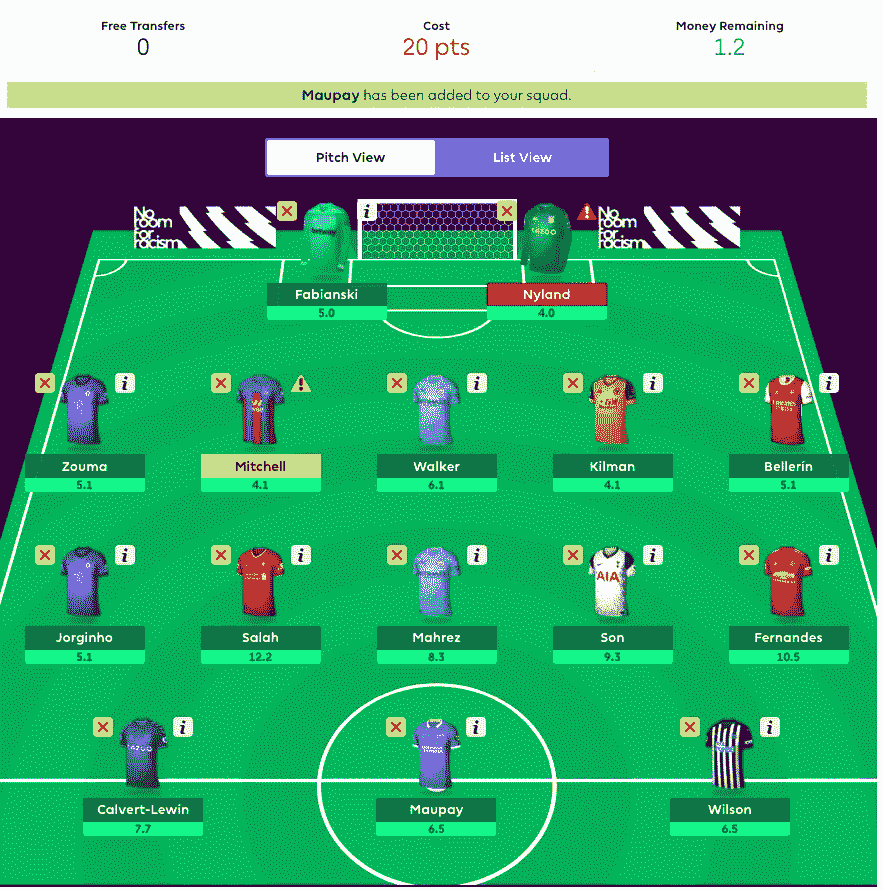 Free Transfers
Cost
Money Remaining
0
20 pts
1.2
Maupay has been added to your squad.
Pitch View
List View
No room for racism
No room for racism
Fabianski
Nyland
5.0
4.0
Zouma
Mitchell
Walker
Kilman
Bellerín
5.1
4.1
6.1
4.1
5.1
AIA
Jorginho
Salah
Mahrez
Son
Fernandes
5.1
12.2
8.3
9.3
10.5
Calvert-Lewin
Maupay
Wilson
7.7
6.5
6.5